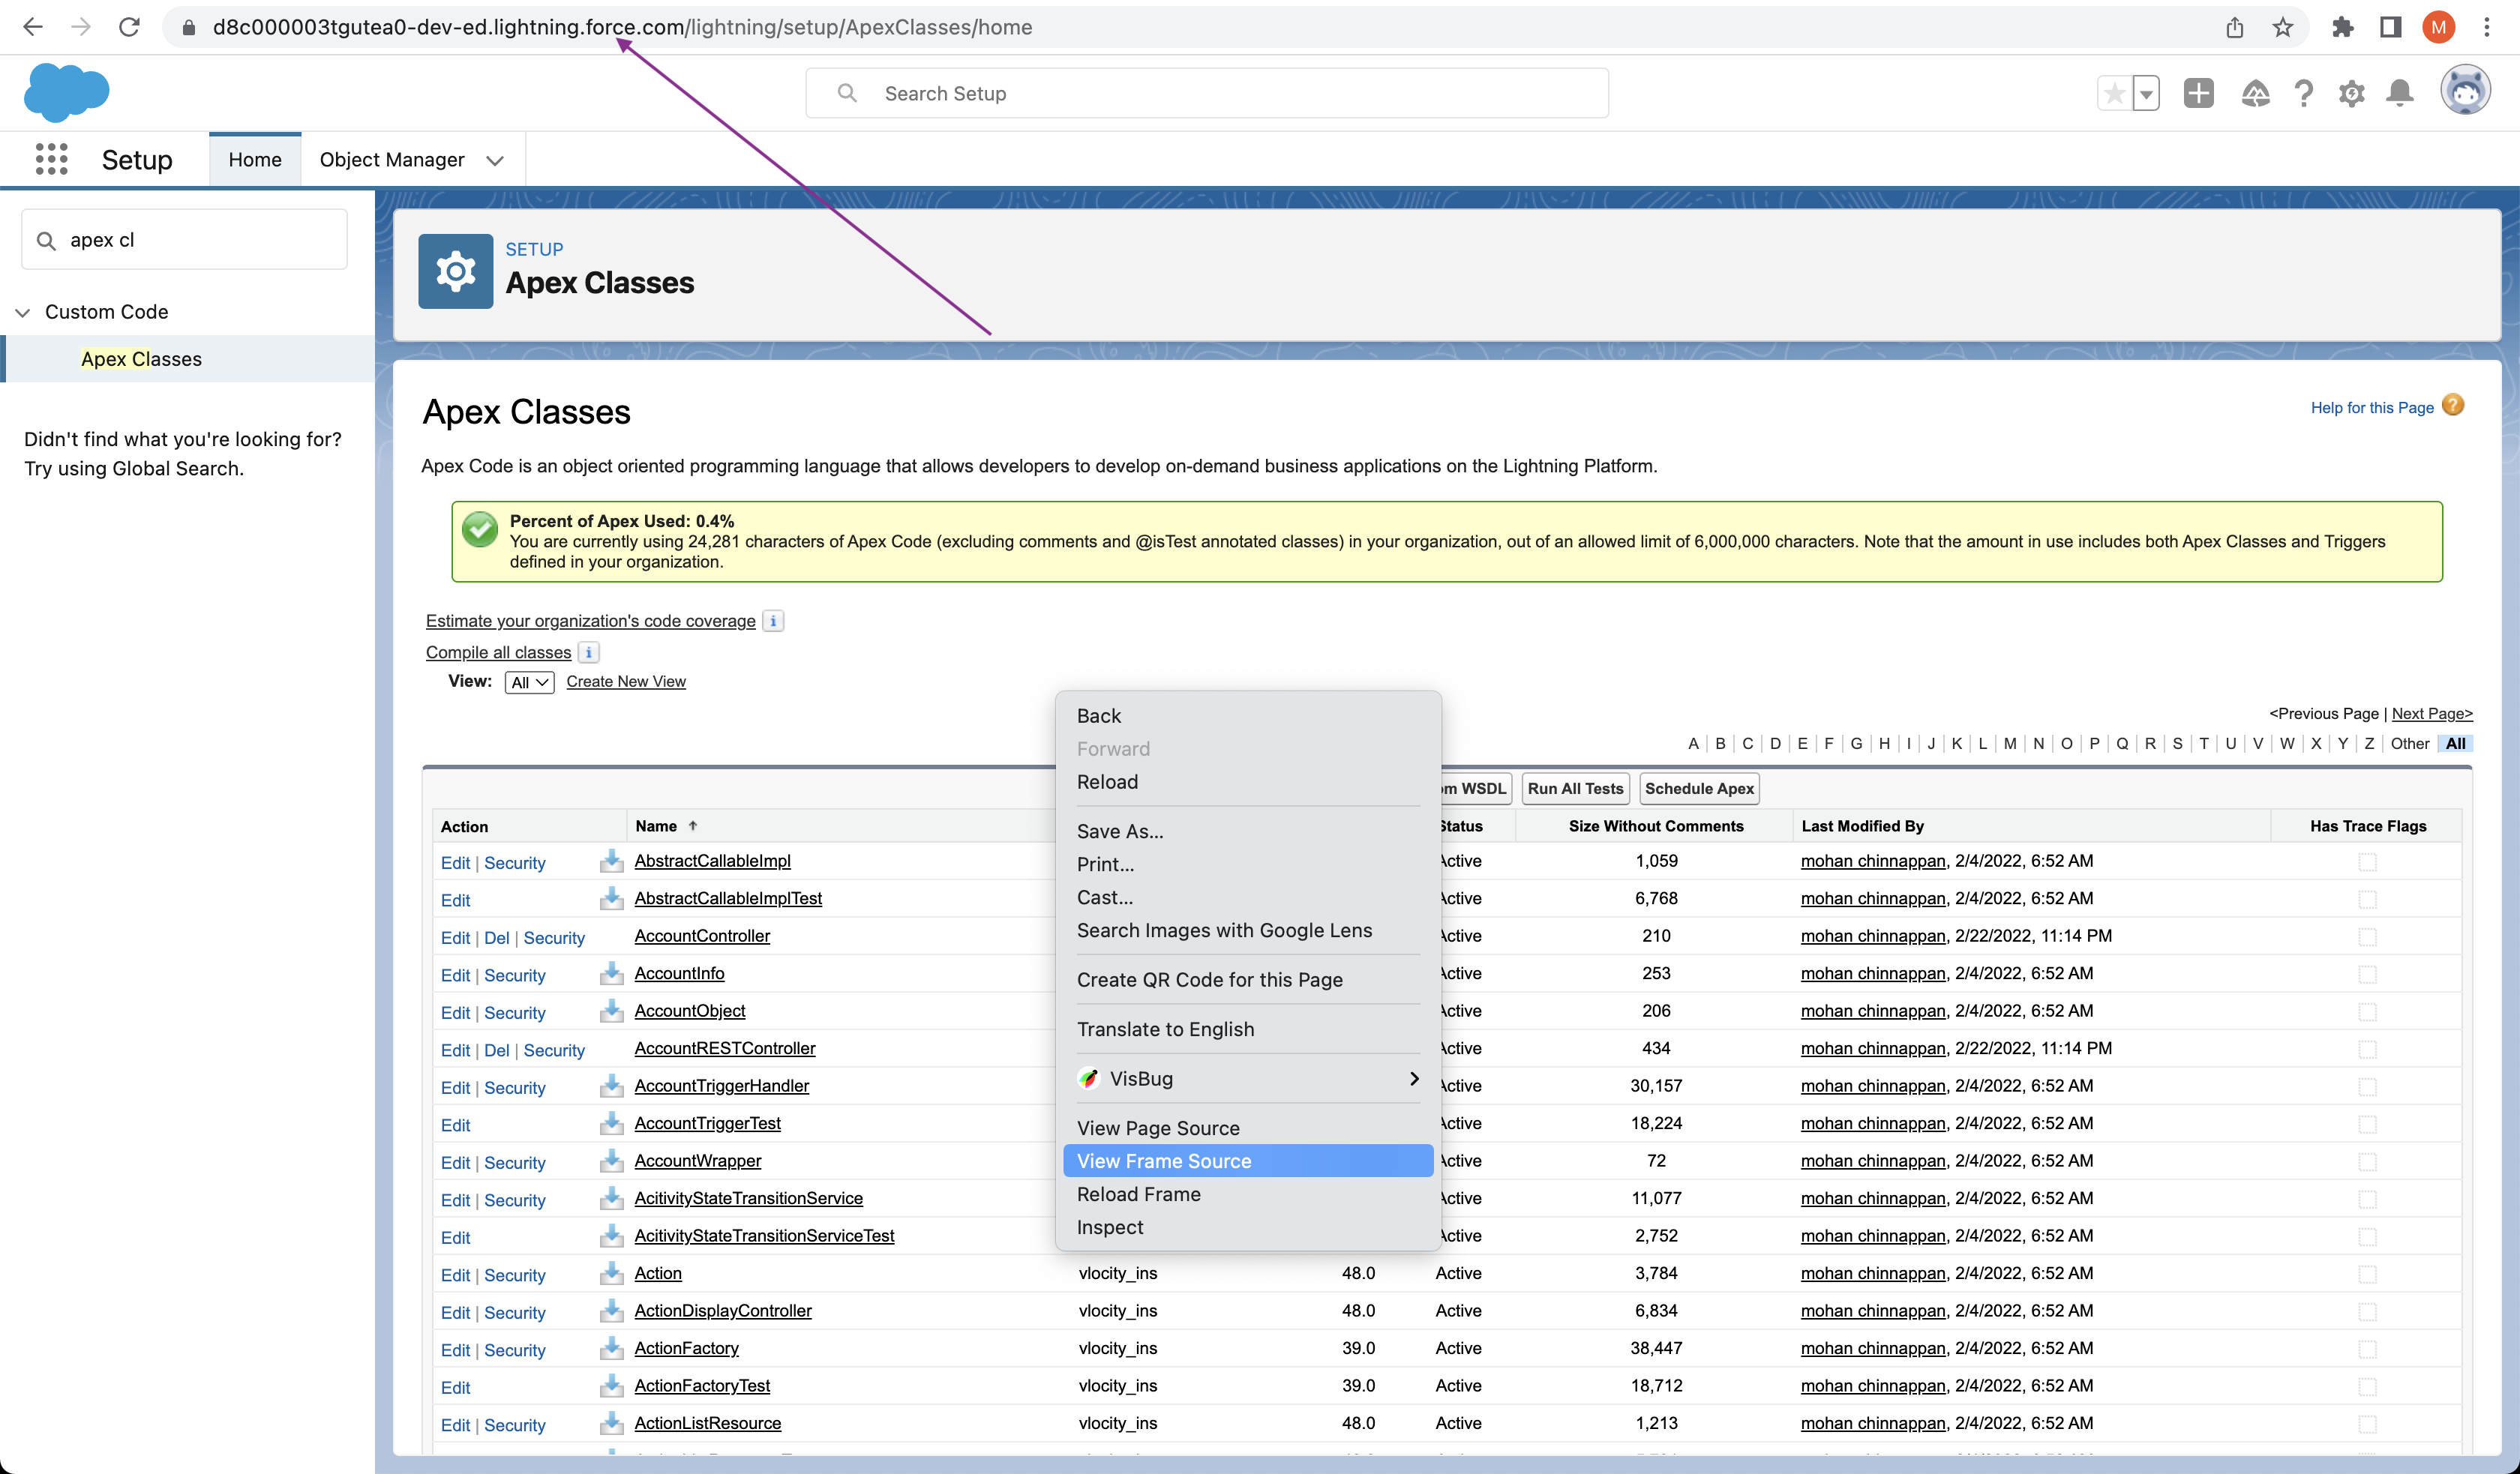 d8c000003tgutea0-dev-ed.lightning.force.com/lightning/setup/ApexClasses/home
M
Search Setup
Setup
Home
Object Manager
apex cl
Custom Code
Apex Classes
Didn't find what you're looking for?
Try using Global Search.
SETUP
Apex Classes
Apex Classes
Help for this Page ?
Apex Code is an object oriented programming language that allows developers to develop on-demand business applications on the Lightning Platform.
Percent of Apex Used: 0.4%
You are currently using 24,281 characters of Apex Code (excluding comments and @isTest annotated classes) in your organization, out of an allowed limit of 6,000,000 characters. Note that the amount in use includes both Apex Classes and Triggers
defined in your organization.
Estimate your organization's code coverage i
Compile all classes i
View: All Create New View
<Previous Page | Next Page>
A | B | C | D | E | F | G | H | I | J | K | L | M | N | O | P | Q | R | S | T | U | V | W | X | Y | Z | Other | All
WSDL Run All Tests Schedule Apex
Action Name Status Size Without Comments Last Modified By Has Trace Flags
Edit | Security AbstractCallableImpl Active 1,059 mohan chinnappan, 2/4/2022, 6:52 AM
Edit AbstractCallableImplTest Active 6,768 mohan chinnappan, 2/4/2022, 6:52 AM
Edit | Del | Security AccountController Active 210 mohan chinnappan, 2/22/2022, 11:14 PM
Edit | Security AccountInfo Active 253 mohan chinnappan, 2/4/2022, 6:52 AM
Edit | Security AccountObject Active 206 mohan chinnappan, 2/4/2022, 6:52 AM
Edit | Del | Security AccountRESTController Active 434 mohan chinnappan, 2/22/2022, 11:14 PM
Edit | Security AccountTriggerHandler Active 30,157 mohan chinnappan, 2/4/2022, 6:52 AM
Edit AccountTriggerTest Active 18,224 mohan chinnappan, 2/4/2022, 6:52 AM
Edit | Security AccountWrapper Active 72 mohan chinnappan, 2/4/2022, 6:52 AM
Edit | Security AcitivityStateTransitionService Active 11,077 mohan chinnappan, 2/4/2022, 6:52 AM
Edit AcitivityStateTransitionServiceTest Active 2,752 mohan chinnappan, 2/4/2022, 6:52 AM
Edit | Security Action vlocity_ins 48.0 Active 3,784 mohan chinnappan, 2/4/2022, 6:52 AM
Edit | Security ActionDisplayController vlocity_ins 48.0 Active 6,834 mohan chinnappan, 2/4/2022, 6:52 AM
Edit | Security ActionFactory vlocity_ins 39.0 Active 38,447 mohan chinnappan, 2/4/2022, 6:52 AM
Edit ActionFactoryTest vlocity_ins 39.0 Active 18,712 mohan chinnappan, 2/4/2022, 6:52 AM
Edit | Security ActionListResource vlocity_ins 48.0 Active 1,213 mohan chinnappan, 2/4/2022, 6:52 AM
Back
Forward
Reload
Save As...
Print...
Cast...
Search Images with Google Lens
Create QR Code for this Page
Translate to English
VisBug
View Page Source
View Frame Source
Reload Frame
Inspect